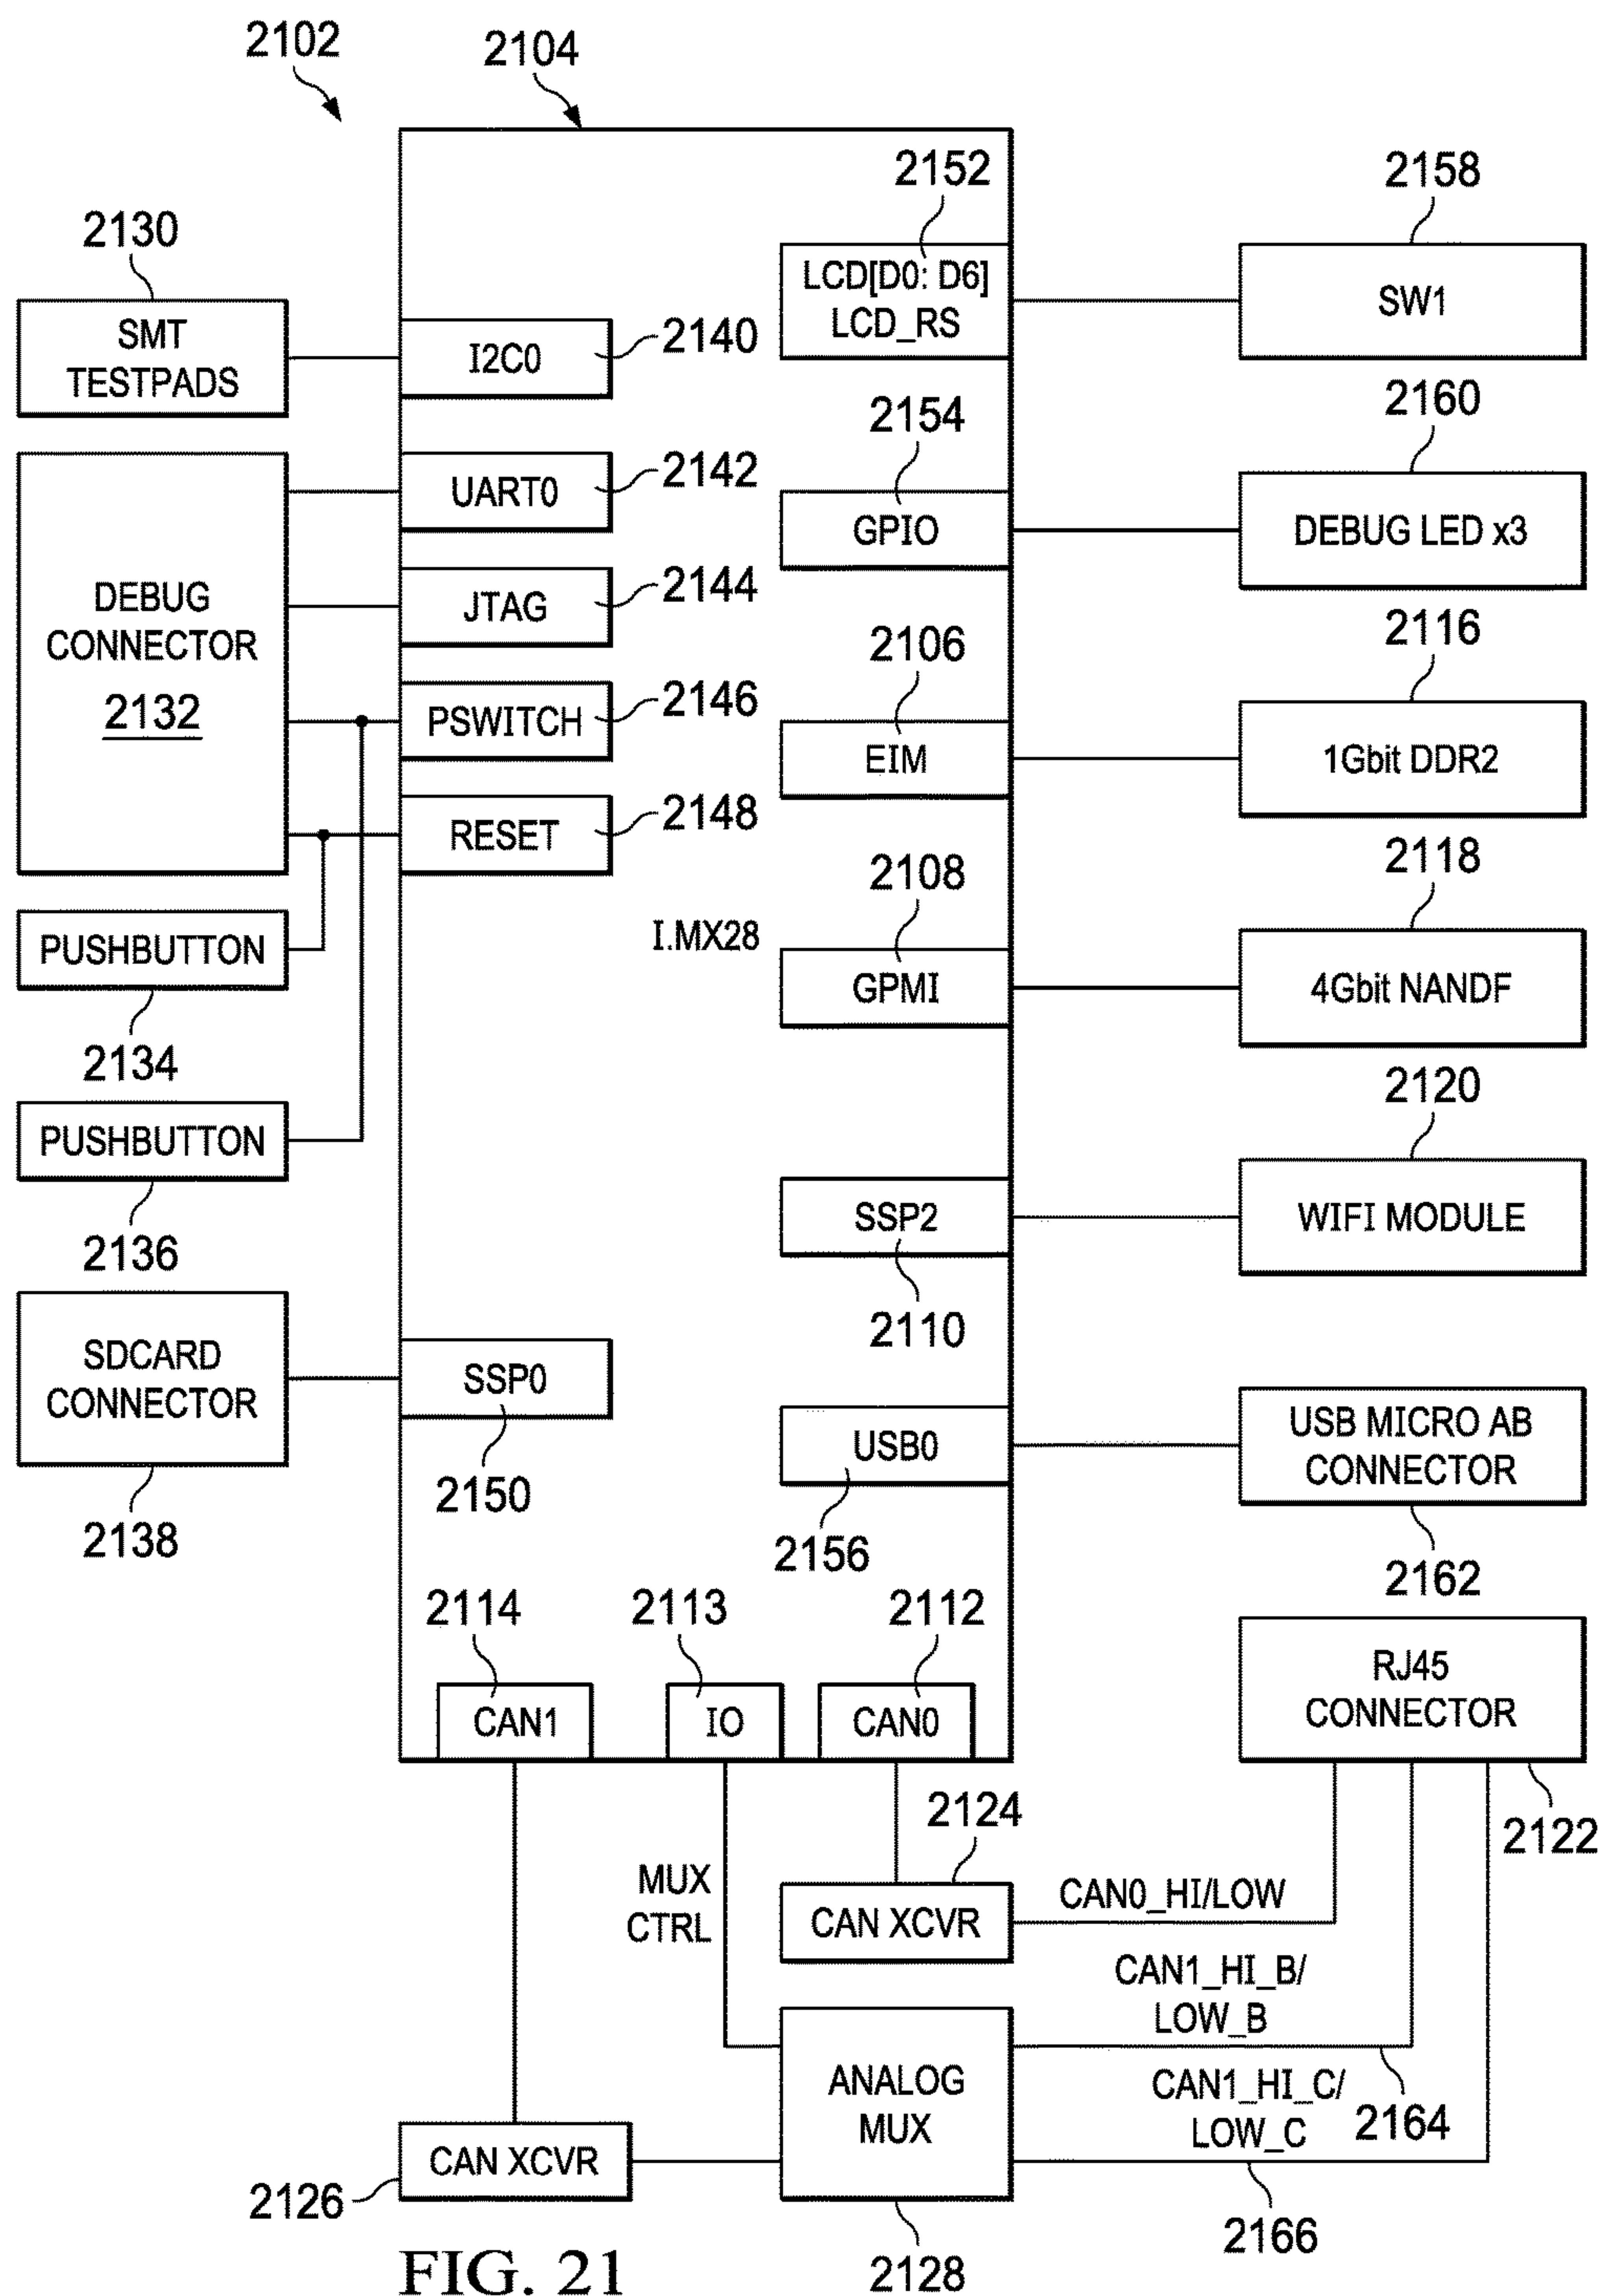 2102
2104
2152
2158
2130
LCD[D0: D6]
LCD_RS
SW1
SMT
TESTPADS
I2C0
2140
2154
2160
UART0
2142
GPIO
DEBUG LED x3
DEBUG
CONNECTOR
2132
JTAG
2144
2106
2116
PSWITCH
2146
EIM
1Gbit DDR2
RESET
2148
2108
2118
PUSHBUTTON
I.MX28
GPMI
4Gbit NANDF
2134
2120
PUSHBUTTON
2136
SSP2
WIFI MODULE
2110
SDCARD
CONNECTOR
SSP0
2150
2138
USB0
USB MICRO AB
CONNECTOR
2156
2162
2114
2113
2112
CAN1
IO
CAN0
RJ45
CONNECTOR
2122
2124
MUX
CTRL
CAN XCVR
CAN0_HI/LOW
CAN1_HI_B/
LOW_B
ANALOG
MUX
CAN1_HI_C/
LOW_C
2164
CAN XCVR
2126
2166
2128
FIG. 21